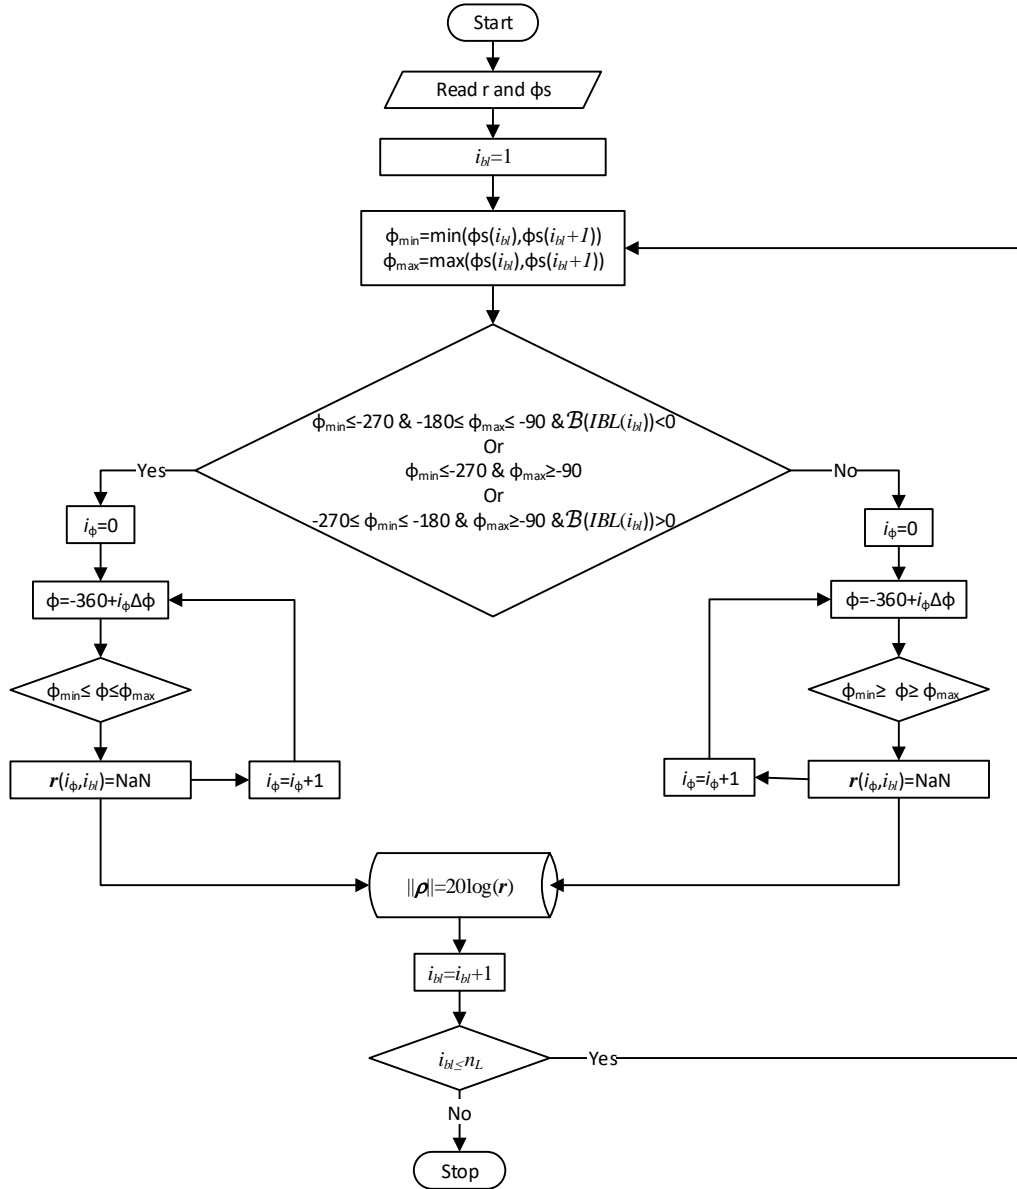 Start
Read r and ϕs
i_bl=1
ϕ_min=min(ϕs(i_bl),ϕs(i_bl+1))
ϕ_max=max(ϕs(i_bl),ϕs(i_bl+1))
ϕ_min≤-270 & -180≤ ϕ_max≤ -90 & ℬ(IBL(i_bl))<0
Or
ϕ_min≤-270 & ϕ_max≥-90
Or
-270≤ ϕ_min≤ -180 & ϕ_max≥-90 & ℬ(IBL(i_bl))>0
Yes
No
i_ϕ=0
ϕ=-360+i_ϕΔϕ
ϕ_min≤ ϕ≤ϕ_max
r(i_ϕ,i_bl)=NaN
i_ϕ=i_ϕ+1
i_ϕ=0
ϕ=-360+i_ϕΔϕ
ϕ_min≥ ϕ≥ ϕ_max
r(i_ϕ,i_bl)=NaN
i_ϕ=i_ϕ+1
||ρ||=20log(r)
i_bl=i_bl+1
i_bl≤n_L
Yes
No
Stop